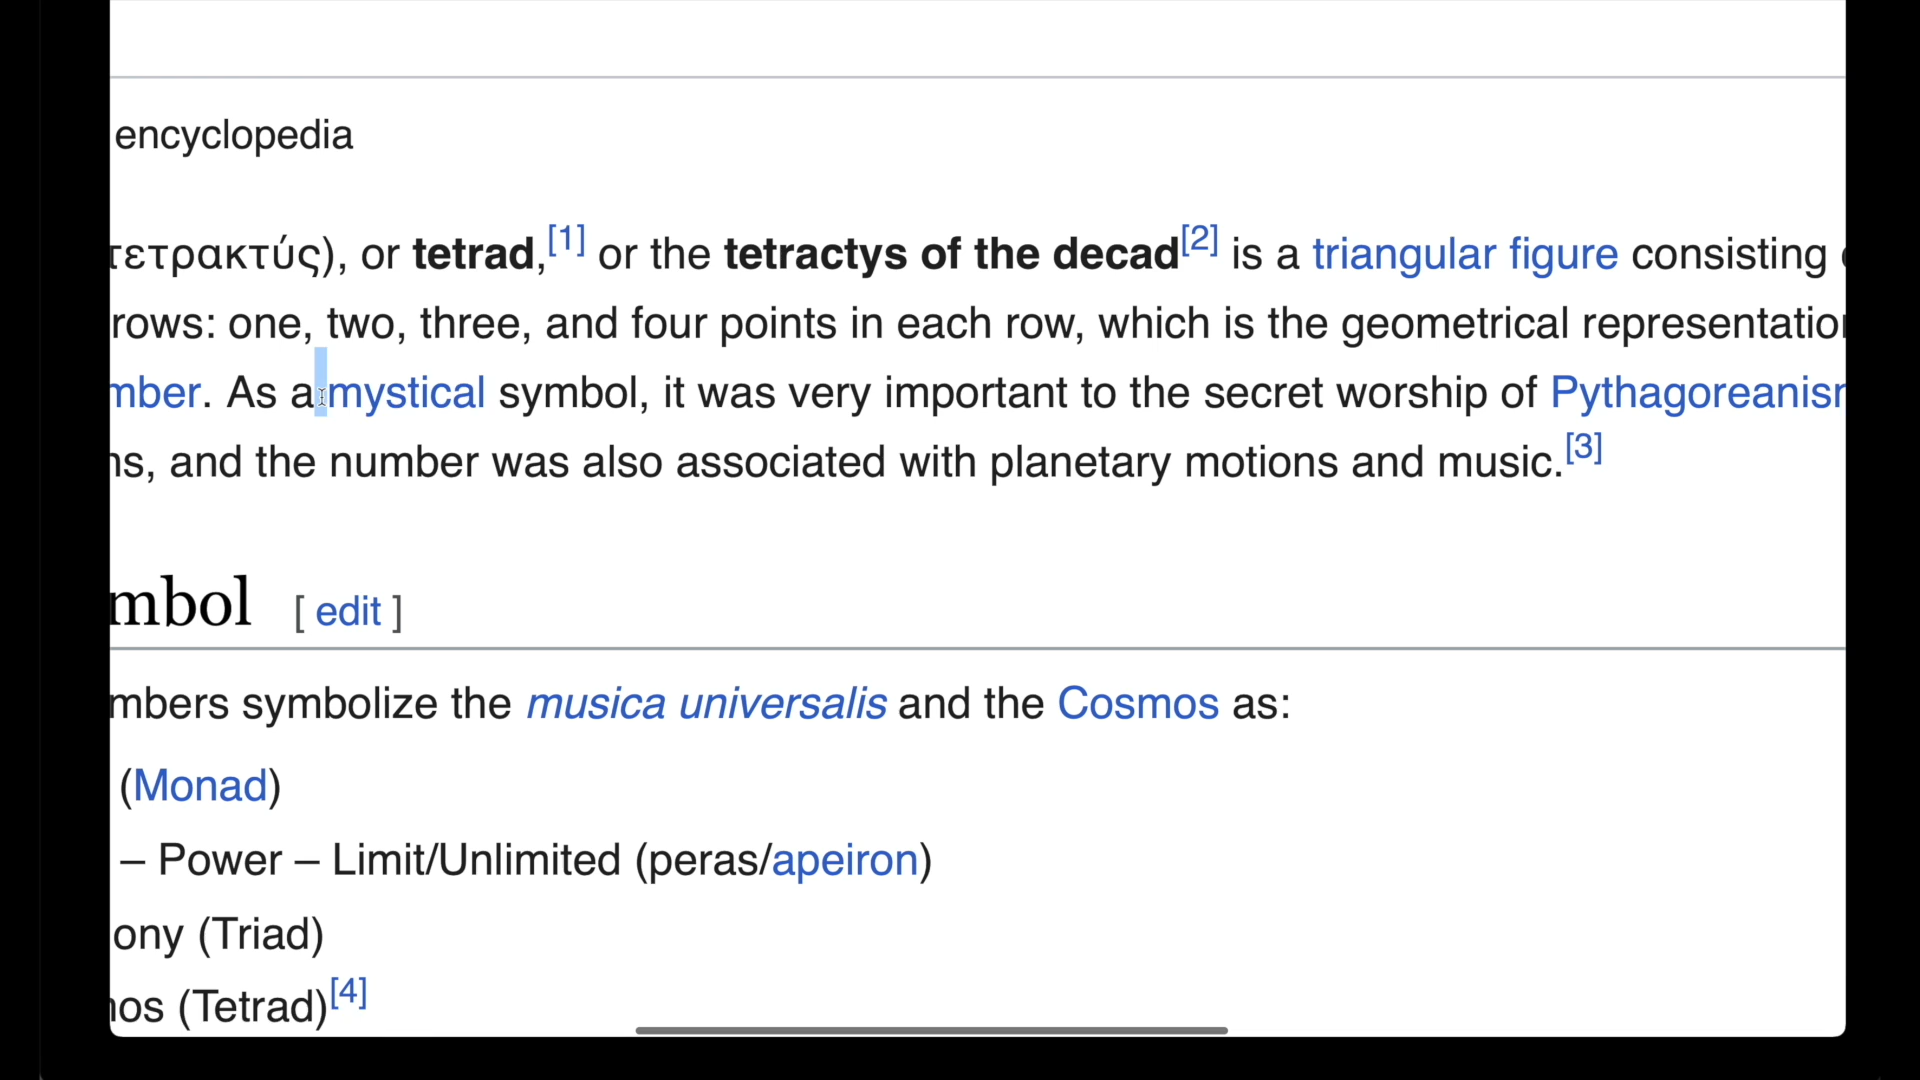 encyclopedia
τετρακτύς), or tetrad,[1] or the tetractys of the decad[2] is a triangular figure consisting
rows: one, two, three, and four points in each row, which is the geometrical representation
mber. As a mystical symbol, it was very important to the secret worship of Pythagoreanism
ns, and the number was also associated with planetary motions and music.[3]
mbol [ edit ]
mbers symbolize the musica universalis and the Cosmos as:
(Monad)
– Power – Limit/Unlimited (peras/apeiron)
ony (Triad)
os (Tetrad)[4]